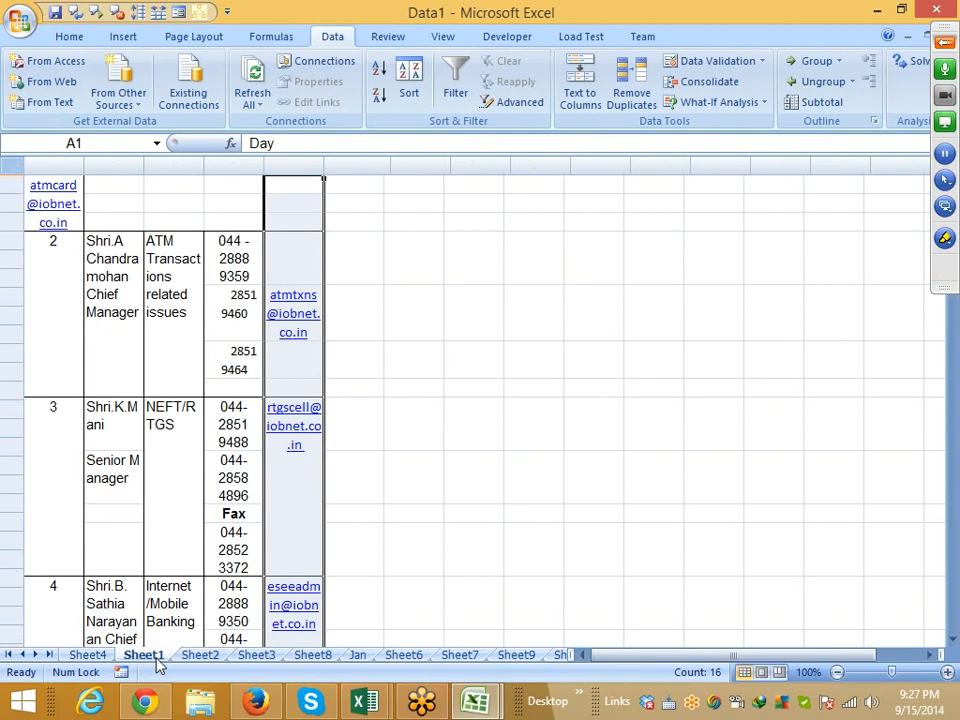 Data1 - Microsoft Excel
Home Insert Page Layout Formulas Data Review View Developer Load Test Team
From Access
From Web
From Text
From Other Sources
Existing Connections
Get External Data
Refresh All
Connections
Properties
Edit Links
Connections
Sort
Filter
Clear
Reapply
Advanced
Sort & Filter
Text to Columns
Remove Duplicates
Data Validation
Consolidate
What-If Analysis
Data Tools
Group
Ungroup
Subtotal
Outline
Solv
Analys
A1
fx
Day
atmcard
@iobnet.
co.in
2
Shri.A
Chandra
mohan
Chief
Manager
ATM
Transact
ions
related
issues
044 -
2888
9359
2851
9460
2851
9464
atmtxns
@iobnet.
co.in
3
Shri.K.M
ani
Senior M
anager
NEFT/R
TGS
044-
2851
9488
044-
2858
4896
Fax
044-
2852
3372
rtgscell@
iobnet.co
.in
4
Shri.B.
Sathia
Narayan
an Chief
Internet
/Mobile
Banking
044-
2888
9350
044-
eseeadm
in@iobn
et.co.in
Sheet4 Sheet1 Sheet2 Sheet3 Sheet8 Jan Sheet6 Sheet7 Sheet9 Sh
Ready Num Lock Count: 16 100%
Desktop
Links
9:27 PM
9/15/2014